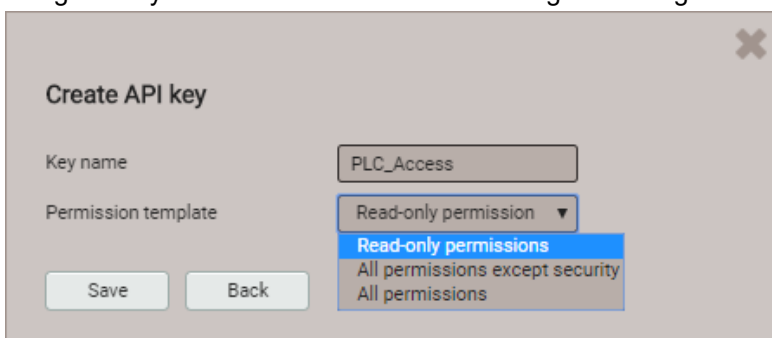 Create API key
Key name PLC_Access
Permission template Read-only permission ▼
Read-only permissions
All permissions except security
Save Back All permissions